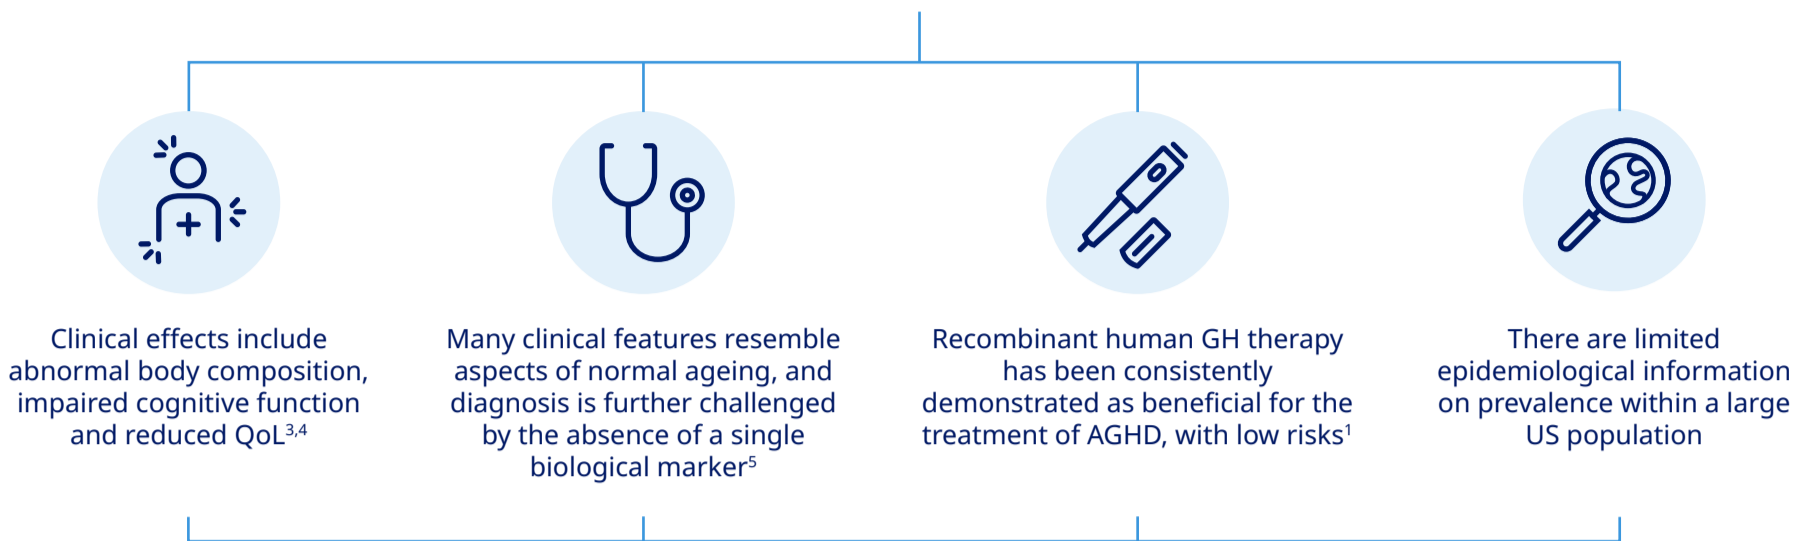 Clinical effects include
abnormal body composition,
impaired cognitive function
and reduced QoL3,4
Many clinical features resemble
aspects of normal ageing, and
diagnosis is further challenged
by the absence of a single
biological marker5
Recombinant human GH therapy
has been consistently
demonstrated as beneficial for the
treatment of AGHD, with low risks1
There are limited
epidemiological information
on prevalence within a large
US population